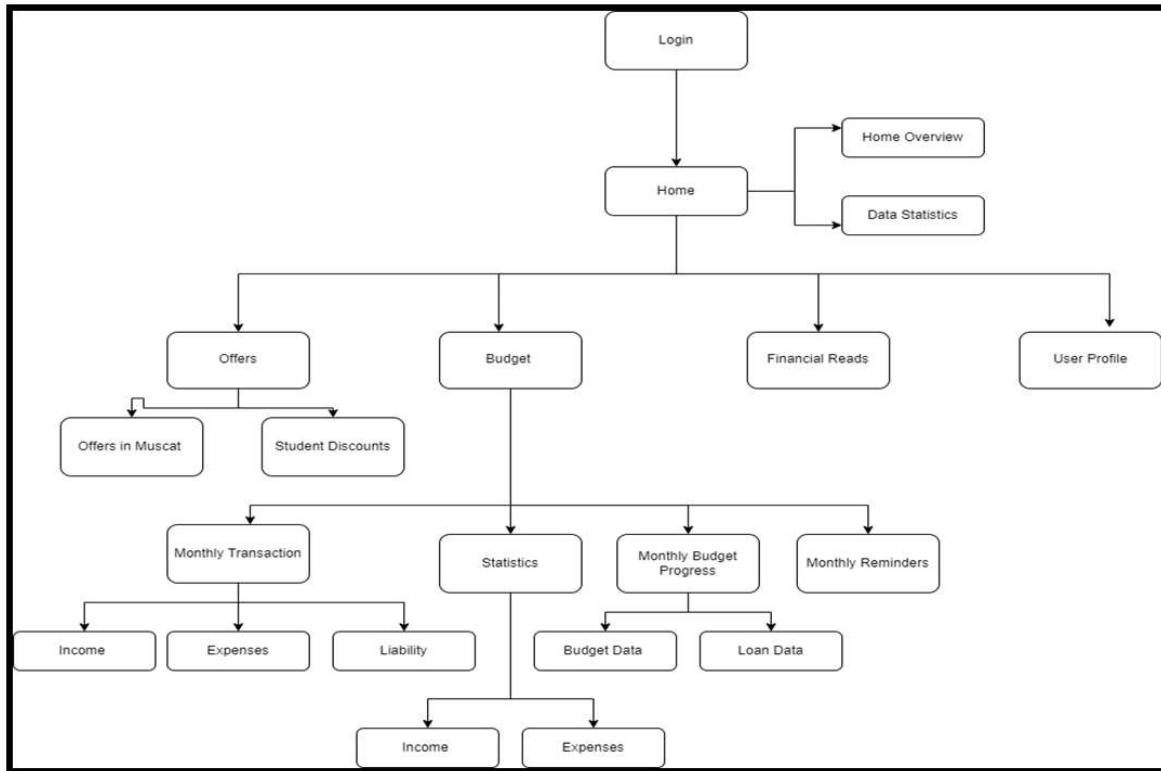 Login
Home Overview
Home
Data Statistics
Offers
Budget
Financial Reads
User Profile
Offers in Muscat
Student Discounts
Monthly Transaction
Statistics
Monthly Budget
Progress
Monthly Reminders
Income
Expenses
Liability
Budget Data
Loan Data
Income
Expenses